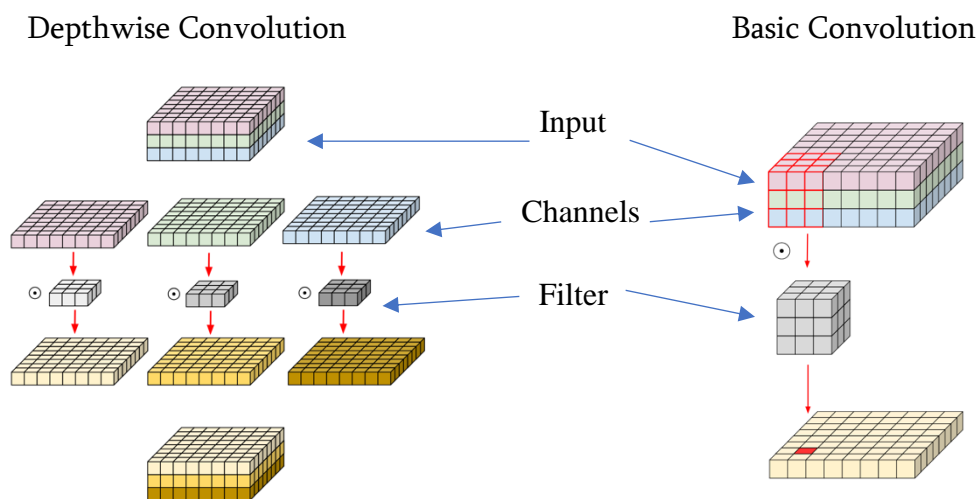 Depthwise Convolution
Basic Convolution
Input
Channels
Filter